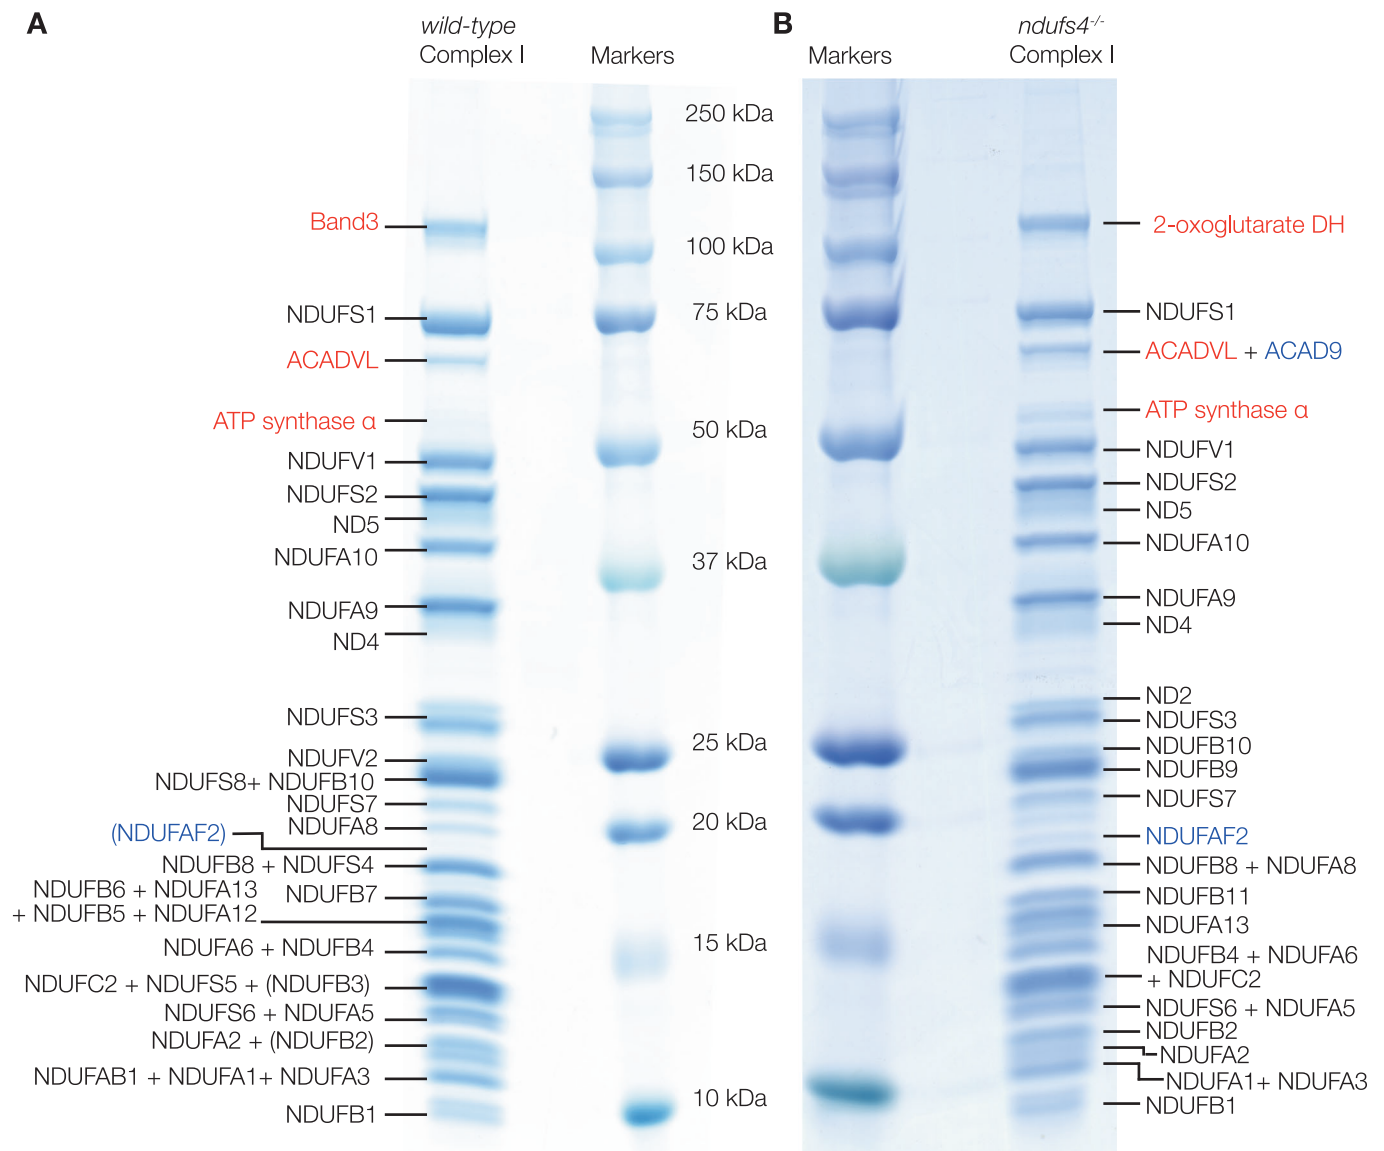 A
wild-type
Complex I
Markers
B
Markers
ndufs4-/-
Complex I
250 kDa
150 kDa
100 kDa
75 kDa
50 kDa
37 kDa
25 kDa
20 kDa
15 kDa
10 kDa
Band3
NDUFS1
ACADVL
ATP synthase α
NDUFV1
NDUFS2
ND5
NDUFA10
NDUFA9
ND4
NDUFS3
NDUFV2
NDUFS8+ NDUFB10
NDUFS7
NDUFA8
(NDUFAF2)
NDUFB8 + NDUFS4
NDUFB7
NDUFB6 + NDUFA13
+ NDUFB5 + NDUFA12
NDUFA6 + NDUFB4
NDUFC2 + NDUFS5 + (NDUFB3)
NDUFS6 + NDUFA5
NDUFA2 + (NDUFB2)
NDUFAB1 + NDUFA1+ NDUFA3
NDUFB1
2-oxoglutarate DH
NDUFS1
ACADVL + ACAD9
ATP synthase α
NDUFV1
NDUFS2
ND5
NDUFA10
NDUFA9
ND4
ND2
NDUFS3
NDUFB10
NDUFB9
NDUFS7
NDUFAF2
NDUFB8 + NDUFA8
NDUFB11
NDUFA13
NDUFB4 + NDUFA6
+ NDUFC2
NDUFS6 + NDUFA5
NDUFB2
NDUFA2
NDUFA1+ NDUFA3
NDUFB1